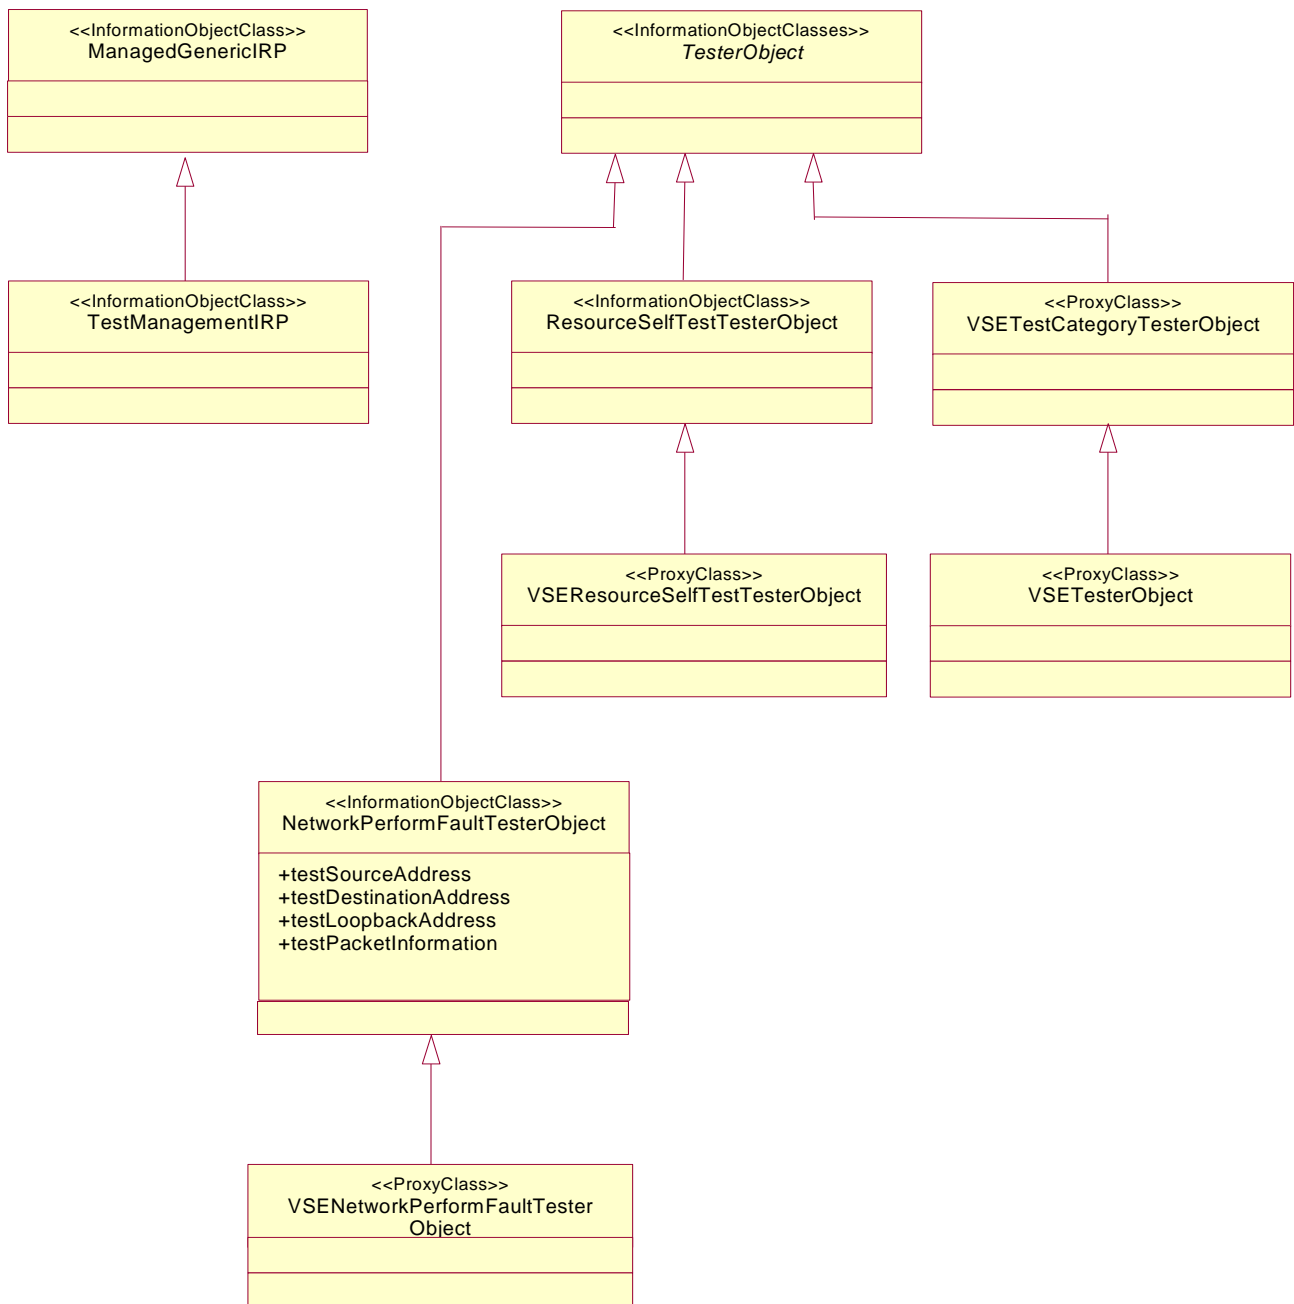 <<InformationObjectClass>>
ManagedGenericIRP
<<InformationObjectClasses>>
TesterObject
<<InformationObjectClass>>
TestManagementIRP
<<InformationObjectClass>>
ResourceSelfTestTesterObject
<<ProxyClass>>
VSETestCategoryTesterObject
<<ProxyClass>>
VSEResourceSelfTestTesterObject
<<ProxyClass>>
VSETesterObject
<<InformationObjectClass>>
NetworkPerformFaultTesterObject
+testSourceAddress
+testDestinationAddress
+testLoopbackAddress
+testPacketInformation
<<ProxyClass>>
VSENetworkPerformFaultTester
Object